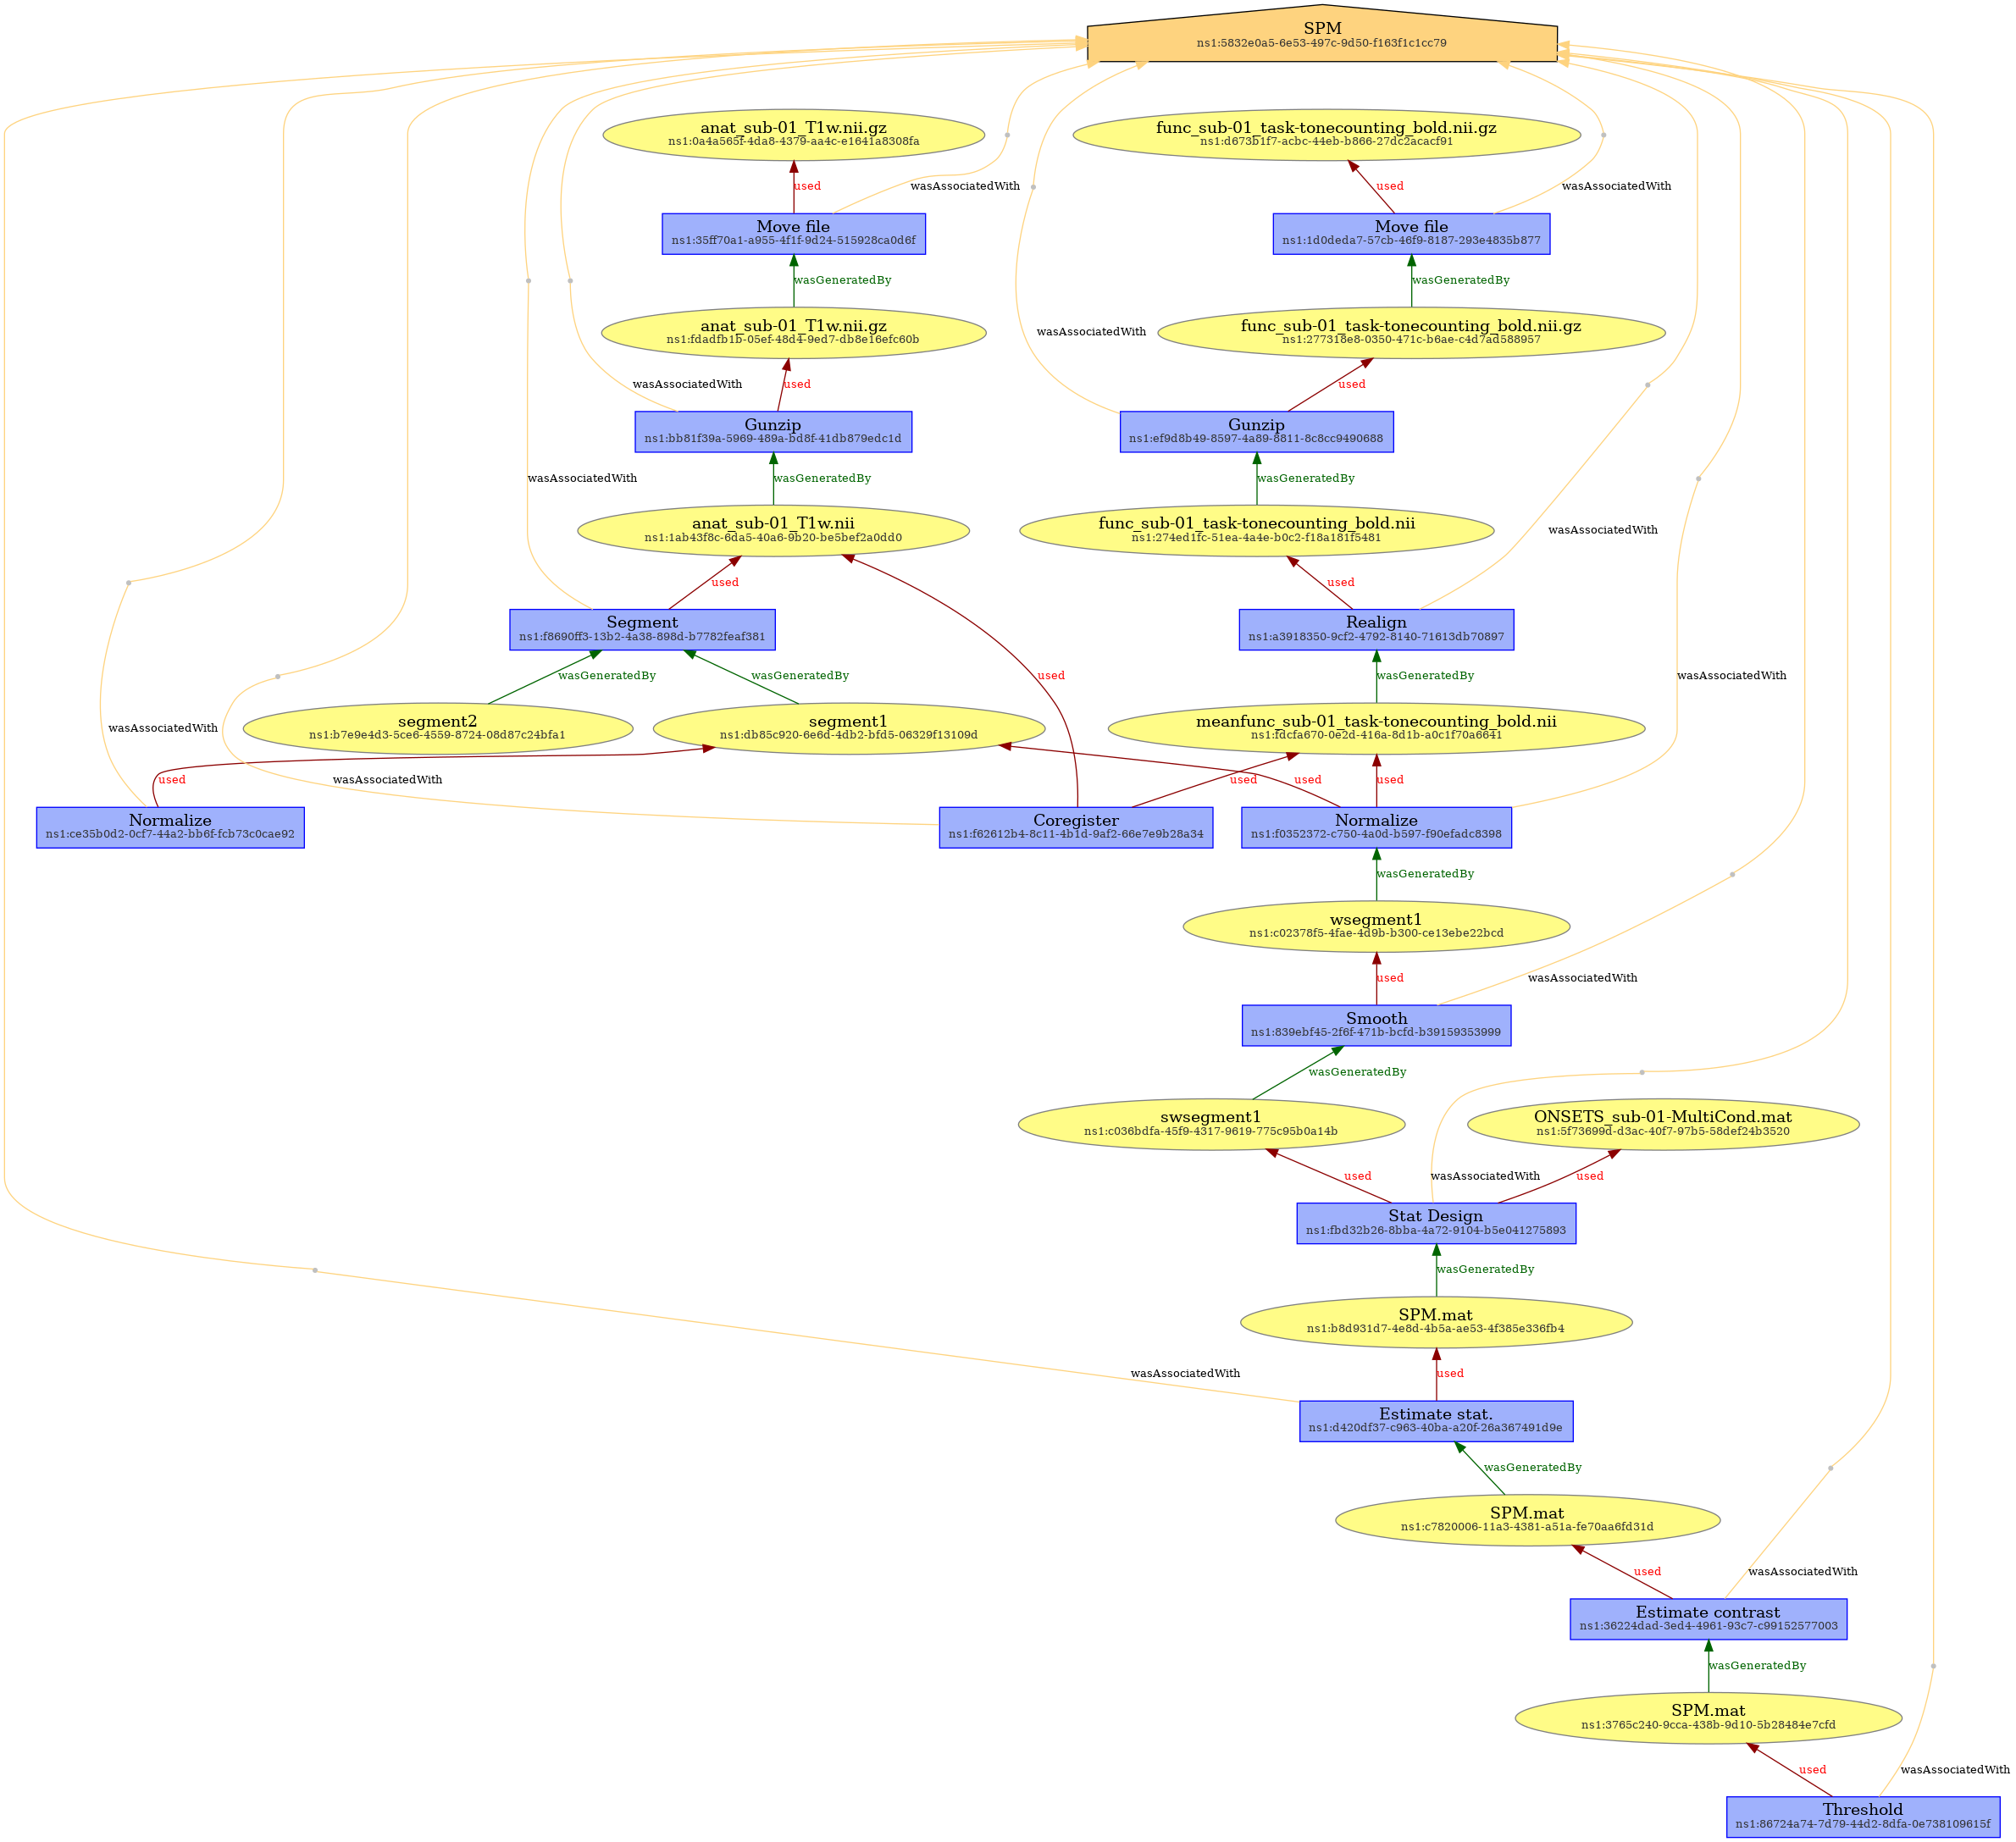 SPM
ns1:5832e0a5-6e53-497c-9d50-f163f1c1cc79
anat_sub-01_T1w.nii.gz
ns1:0a4a565f-4da8-4379-aa4c-e1641a8308fa
func_sub-01_task-tonecounting_bold.nii.gz
ns1:d673b1f7-acbc-44eb-b866-27dc2acacf91
used
wasAssociatedWith
used
wasAssociatedWith
Move file
ns1:35ff70a1-a955-4f1f-9d24-515928ca0d6f
Move file
ns1:1d0deda7-57cb-46f9-8187-293e4835b877
wasGeneratedBy
wasGeneratedBy
anat_sub-01_T1w.nii.gz
ns1:fdadfb1b-05ef-48d4-9ed7-db8e16efc60b
wasAssociatedWith
func_sub-01_task-tonecounting_bold.nii.gz
ns1:277318e8-0350-471c-b6ae-c4d7ad588957
wasAssociatedWith
used
used
Gunzip
ns1:bb81f39a-5969-489a-bd8f-41db879edc1d
Gunzip
ns1:ef9d8b49-8597-4a89-8811-8c8cc9490688
wasAssociatedWith
wasGeneratedBy
wasGeneratedBy
anat_sub-01_T1w.nii
ns1:1ab43f8c-6da5-40a6-9b20-be5bef2a0dd0
func_sub-01_task-tonecounting_bold.nii
ns1:274ed1fc-51ea-4a4e-b0c2-f18a181f5481
wasAssociatedWith
used
used
Segment
ns1:f8690ff3-13b2-4a38-898d-b7782feaf381
Realign
ns1:a3918350-9cf2-4792-8140-71613db70897
wasGeneratedBy
wasGeneratedBy
used
wasGeneratedBy
wasAssociatedWith
segment2
ns1:b7e9e4d3-5ce6-4559-8724-08d87c24bfa1
segment1
ns1:db85c920-6e6d-4db2-bfd5-06329f13109d
meanfunc_sub-01_task-tonecounting_bold.nii
ns1:fdcfa670-0e2d-416a-8d1b-a0c1f70a6641
wasAssociatedWith
used
wasAssociatedWith
used
used
used
Normalize
ns1:ce35b0d2-0cf7-44a2-bb6f-fcb73c0cae92
Coregister
ns1:f62612b4-8c11-4b1d-9af2-66e7e9b28a34
Normalize
ns1:f0352372-c750-4a0d-b597-f90efadc8398
wasGeneratedBy
wsegment1
ns1:c02378f5-4fae-4d9b-b300-ce13ebe22bcd
used
wasAssociatedWith
Smooth
ns1:839ebf45-2f6f-471b-bcfd-b39159353999
wasGeneratedBy
swsegment1
ns1:c036bdfa-45f9-4317-9619-775c95b0a14b
ONSETS_sub-01-MultiCond.mat
ns1:5f73699d-d3ac-40f7-97b5-58def24b3520
used
wasAssociatedWith
used
Stat Design
ns1:fbd32b26-8bba-4a72-9104-b5e041275893
wasGeneratedBy
SPM.mat
ns1:b8d931d7-4e8d-4b5a-ae53-4f385e336fb4
wasAssociatedWith
used
Estimate stat.
ns1:d420df37-c963-40ba-a20f-26a367491d9e
wasGeneratedBy
SPM.mat
ns1:c7820006-11a3-4381-a51a-fe70aa6fd31d
used
wasAssociatedWith
Estimate contrast
ns1:36224dad-3ed4-4961-93c7-c99152577003
wasGeneratedBy
SPM.mat
ns1:3765c240-9cca-438b-9d10-5b28484e7cfd
used
wasAssociatedWith
Threshold
ns1:86724a74-7d79-44d2-8dfa-0e738109615f